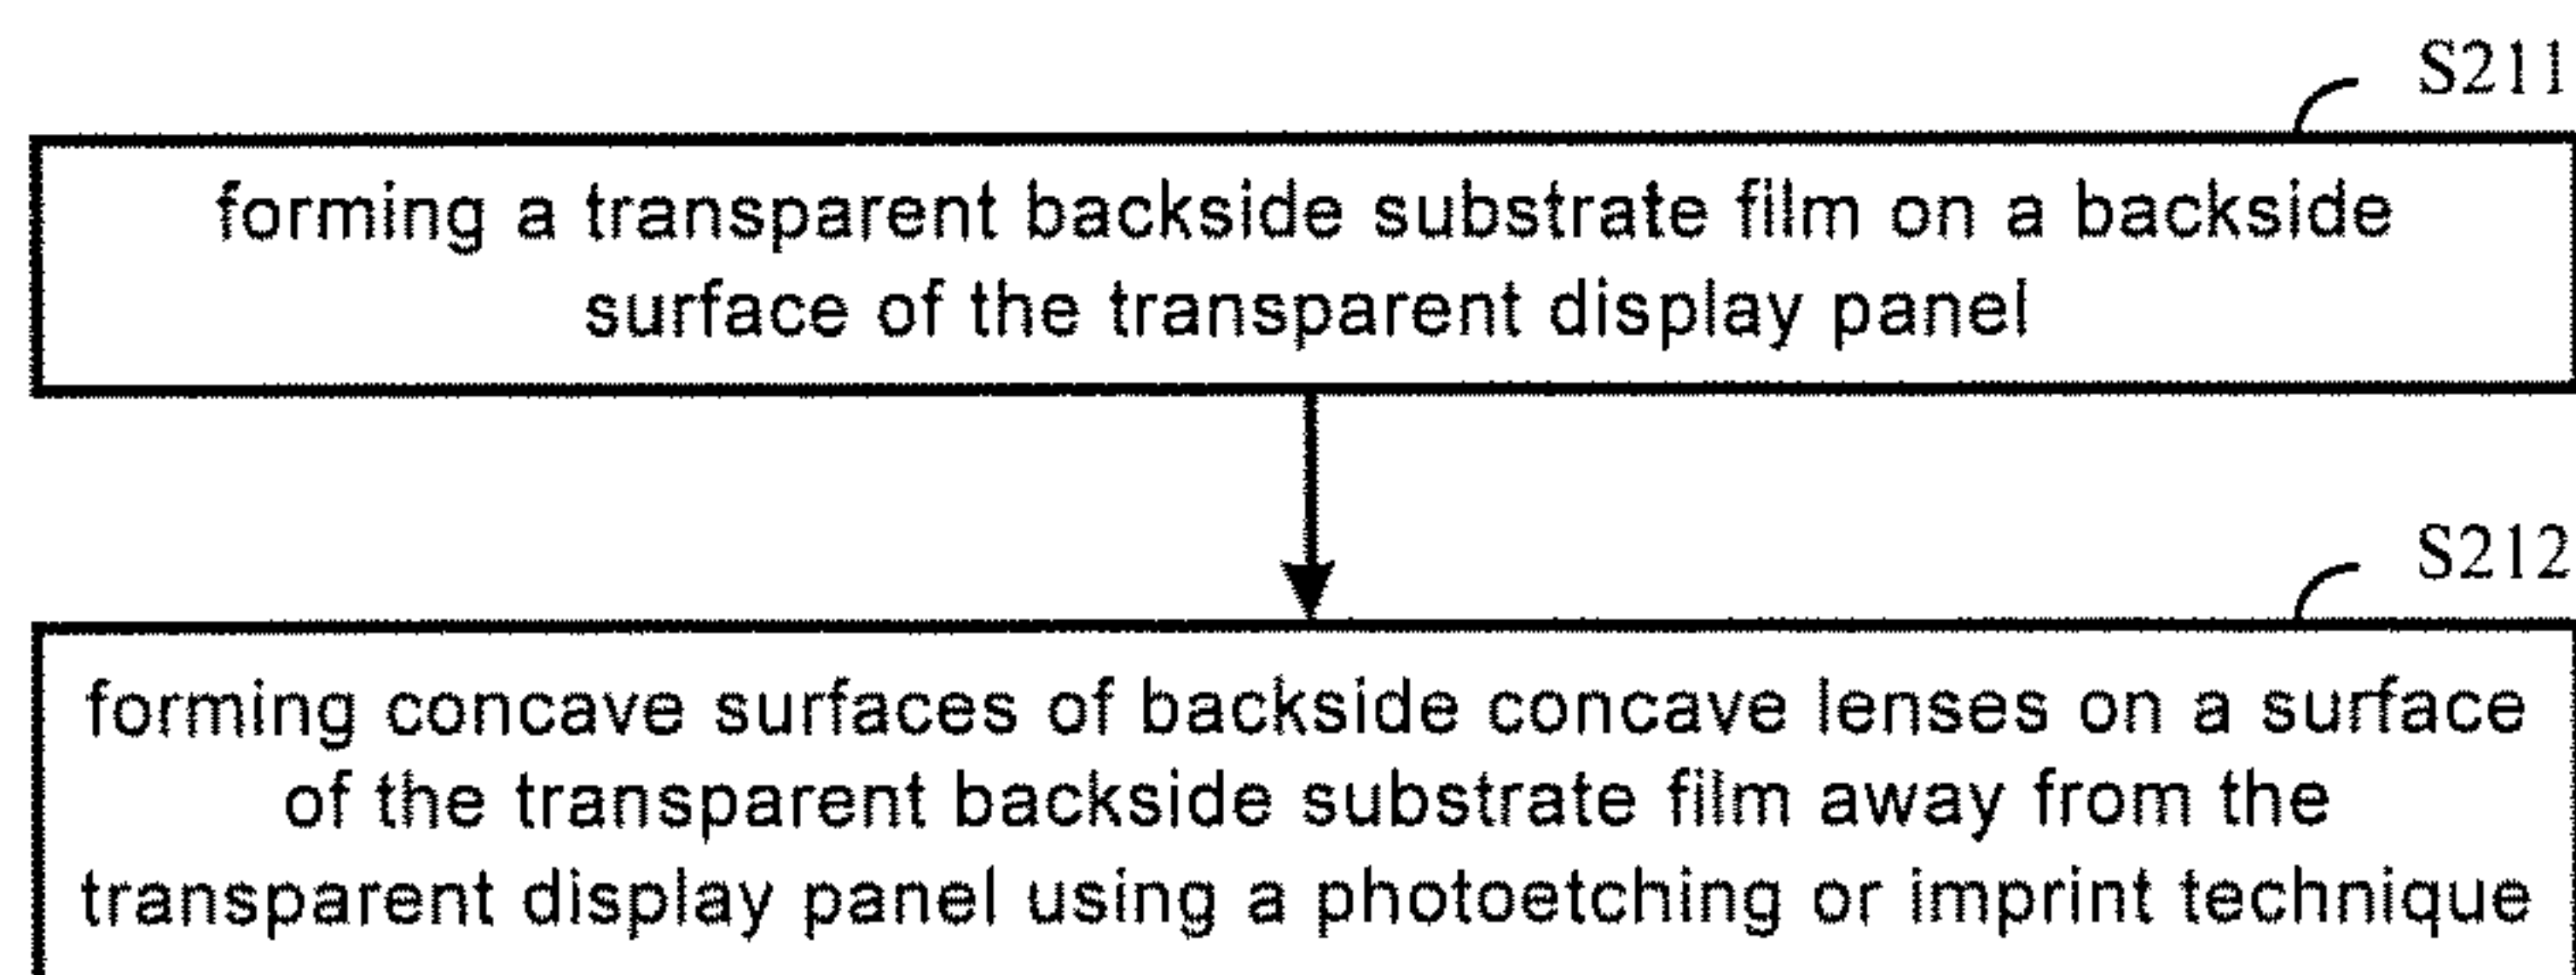 S211
forming a transparent backside substrate film on a backside
surface of the transparent display panel
S212
forming concave surfaces of backside concave lenses on a surface
of the transparent backside substrate film away from the
transparent display panel using a photoetching or imprint technique